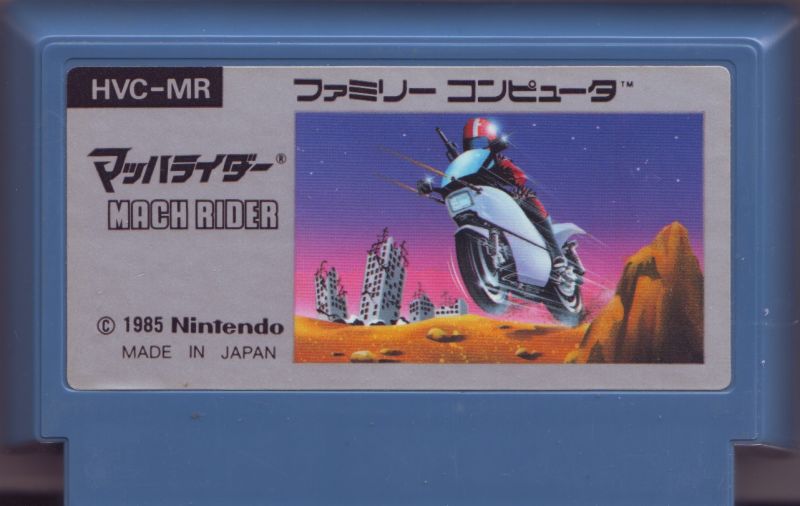 HVC-MR
ファミリー コンピュータ™
マッハライダー®
MACH RIDER
© 1985 Nintendo
MADE IN JAPAN